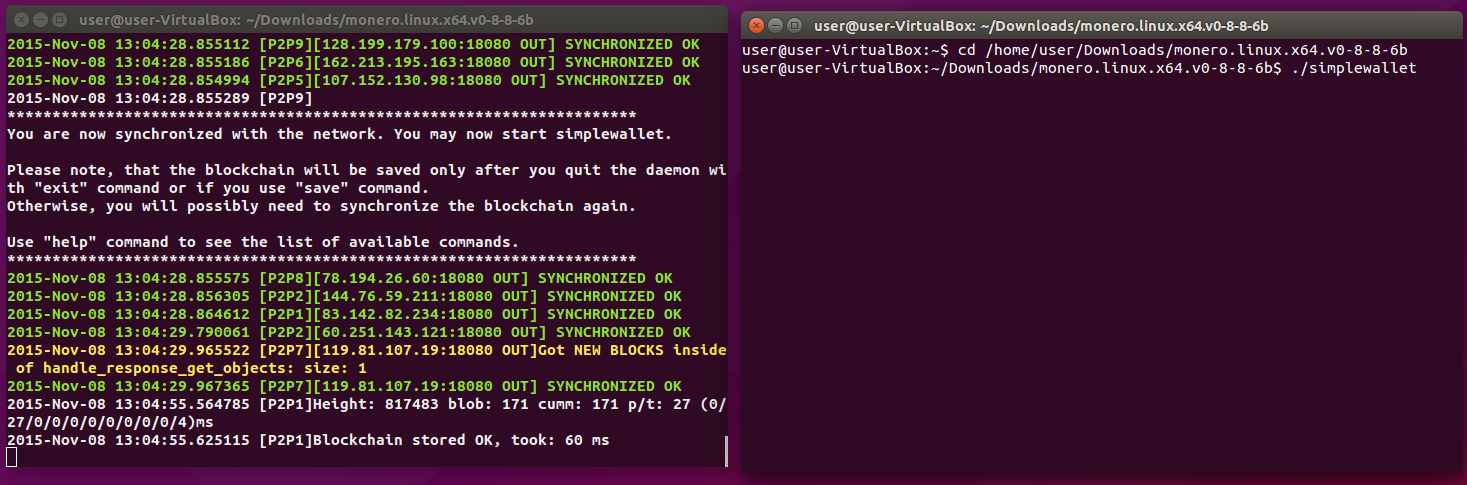 user@user-VirtualBox: ~/Downloads/monero.linux.x64.v0-8-8-6b
2015-Nov-08 13:04:28.855112 [P2P9][128.199.179.100:18080 OUT] SYNCHRONIZED OK
2015-Nov-08 13:04:28.855186 [P2P6][162.213.195.163:18080 OUT] SYNCHRONIZED OK
2015-Nov-08 13:04:28.854994 [P2P5][107.152.130.98:18080 OUT] SYNCHRONIZED OK
2015-Nov-08 13:04:28.855289 [P2P9]
**********************************************************************
You are now synchronized with the network. You may now start simplewallet.

Please note, that the blockchain will be saved only after you quit the daemon wi
th "exit" command or if you use "save" command.
Otherwise, you will possibly need to synchronize the blockchain again.

Use "help" command to see the list of available commands.
**********************************************************************
2015-Nov-08 13:04:28.855575 [P2P8][78.194.26.60:18080 OUT] SYNCHRONIZED OK
2015-Nov-08 13:04:28.856305 [P2P2][144.76.59.211:18080 OUT] SYNCHRONIZED OK
2015-Nov-08 13:04:28.864612 [P2P1][83.142.82.234:18080 OUT] SYNCHRONIZED OK
2015-Nov-08 13:04:29.790061 [P2P2][60.251.143.121:18080 OUT] SYNCHRONIZED OK
2015-Nov-08 13:04:29.965522 [P2P7][119.81.107.19:18080 OUT]Got NEW BLOCKS inside
 of handle_response_get_objects: size: 1
2015-Nov-08 13:04:29.967365 [P2P7][119.81.107.19:18080 OUT] SYNCHRONIZED OK
2015-Nov-08 13:04:55.564785 [P2P1]Height: 817483 blob: 171 cumm: 171 p/t: 27 (0/
27/0/0/0/0/0/0/0/0/4)ms
2015-Nov-08 13:04:55.625115 [P2P1]Blockchain stored OK, took: 60 ms
user@user-VirtualBox: ~/Downloads/monero.linux.x64.v0-8-8-6b
user@user-VirtualBox:~$ cd /home/user/Downloads/monero.linux.x64.v0-8-8-6b
user@user-VirtualBox:~/Downloads/monero.linux.x64.v0-8-8-6b$ ./simplewallet